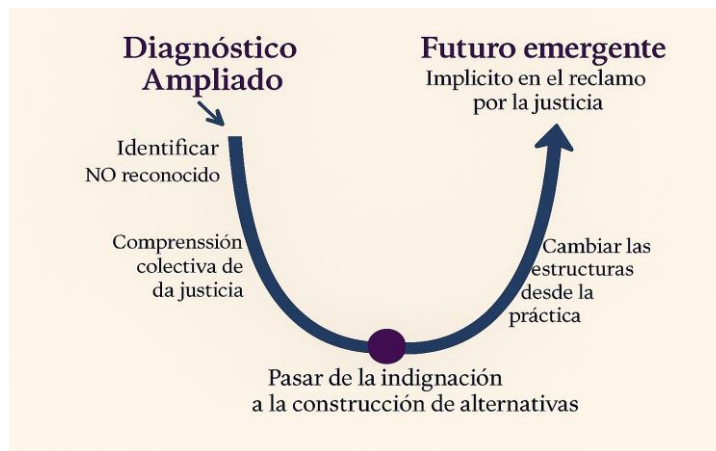 Diagnóstico
Ampliado
Identificar
NO reconocido
Comprenssión
colectiva de
da justicia
Pasar de la indignación
a la construcción de alternativas
Cambiar las
estructuras
desde la
práctica
Futuro emergente
Implicito en el reclamo
por la justicia